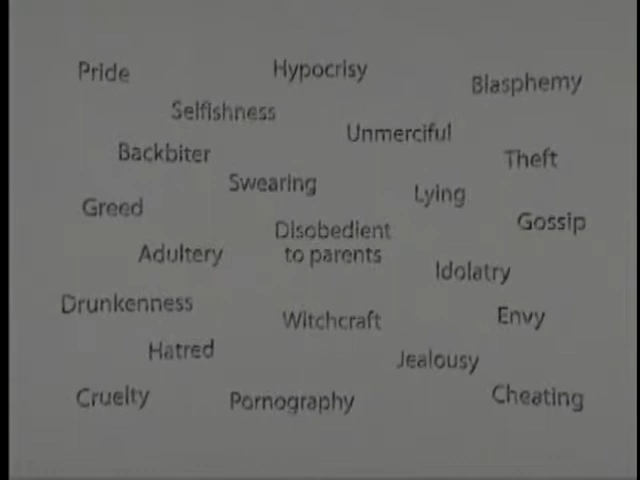 Pride
Hypocrisy
Blasphemy
Selfishness
Unmerciful
Backbiter
Theft
Swearing
Lying
Greed
Gossip
Disobedient
to parents
Adultery
Idolatry
Drunkenness
Witchcraft
Envy
Hatred
Jealousy
Cruelty
Pornography
Cheating